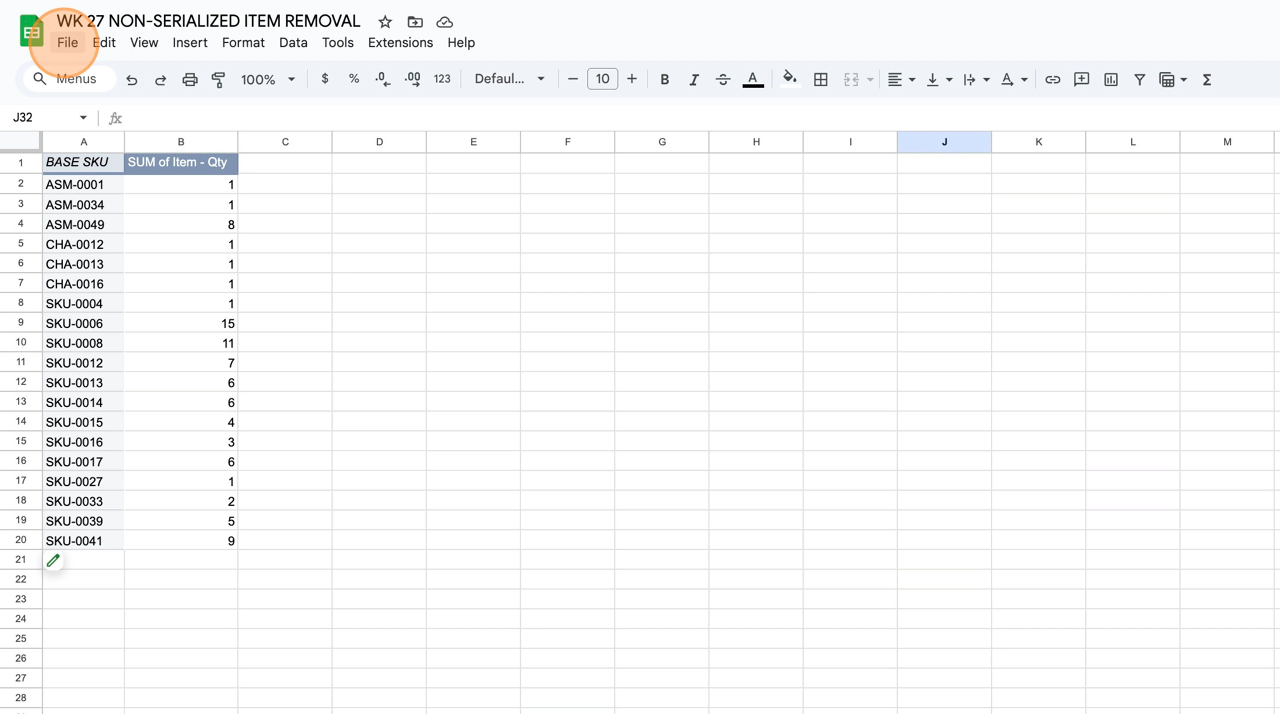 WK 27 NON-SERIALIZED ITEM REMOVAL
File Edit View Insert Format Data Tools Extensions Help
Menus 100% $ % .0 .00 123 Defaul... 10 B I A
J32 fx
A B C D E F G H I J K L M
1 BASE SKU SUM of Item - Qty
2 ASM-0001 1
3 ASM-0034 1
4 ASM-0049 8
5 CHA-0012 1
6 CHA-0013 1
7 CHA-0016 1
8 SKU-0004 1
9 SKU-0006 15
10 SKU-0008 11
11 SKU-0012 7
12 SKU-0013 6
13 SKU-0014 6
14 SKU-0015 4
15 SKU-0016 3
16 SKU-0017 6
17 SKU-0027 1
18 SKU-0033 2
19 SKU-0039 5
20 SKU-0041 9
21
22
23
24
25
26
27
28